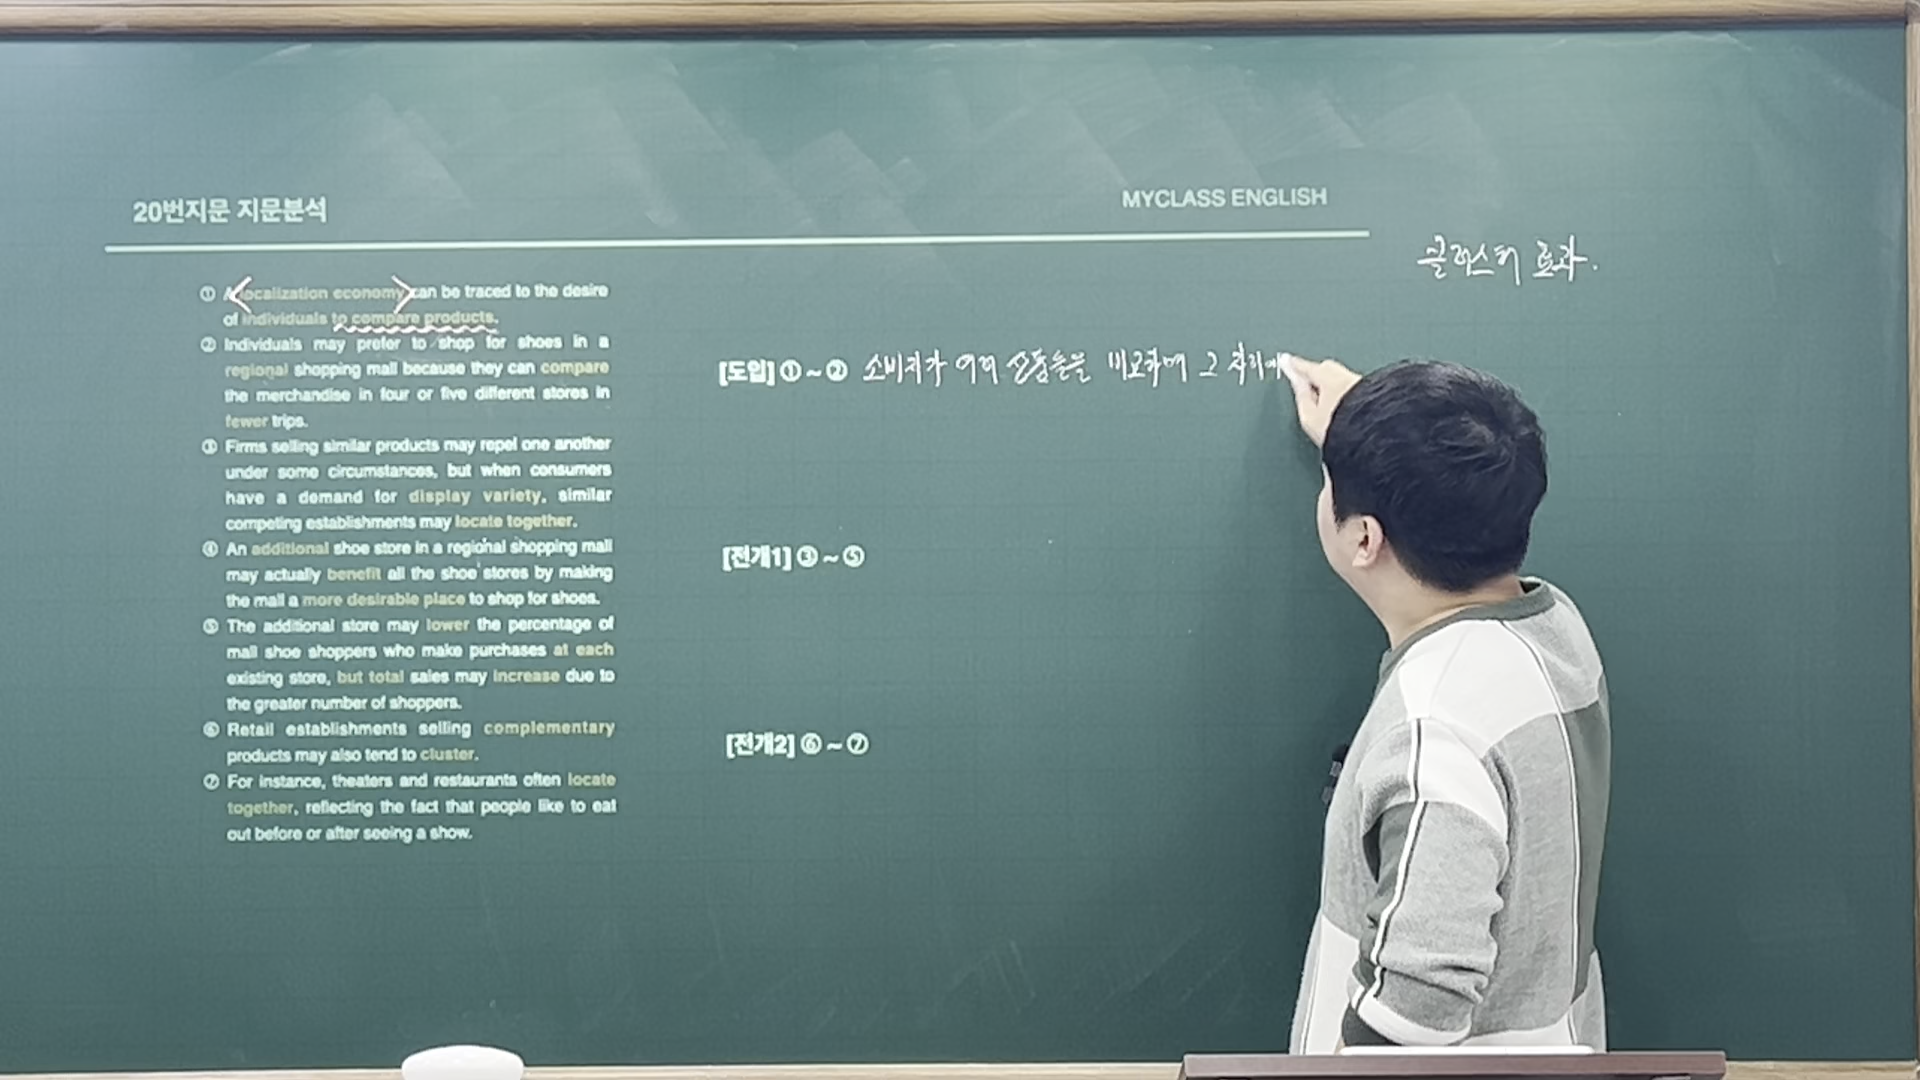 20번지문 지문분석
MYCLASS ENGLISH
클러스터 효과.
① A localization economy can be traced to the desire
of individuals to compare products.
② Individuals may prefer to shop for shoes in a
regional shopping mall because they can compare
the merchandise in four or five different stores in
fewer trips.
③ Firms selling similar products may repel one another
under some circumstances, but when consumers
have a demand for display variety, similar
competing establishments may locate together.
④ An additional shoe store in a regional shopping mall
may actually benefit all the shoe stores by making
the mall a more desirable place to shop for shoes.
⑤ The additional store may lower the percentage of
mall shoe shoppers who make purchases at each
existing store, but total sales may increase due to
the greater number of shoppers.
⑥ Retail establishments selling complementary
products may also tend to cluster.
⑦ For instance, theaters and restaurants often locate
together, reflecting the fact that people like to eat
out before or after seeing a show.
[도입] ① ~ ② 소비자가 여러 상품들을 비교하며 그 자리에
[전개1] ③ ~ ⑤
[전개2] ⑥ ~ ⑦